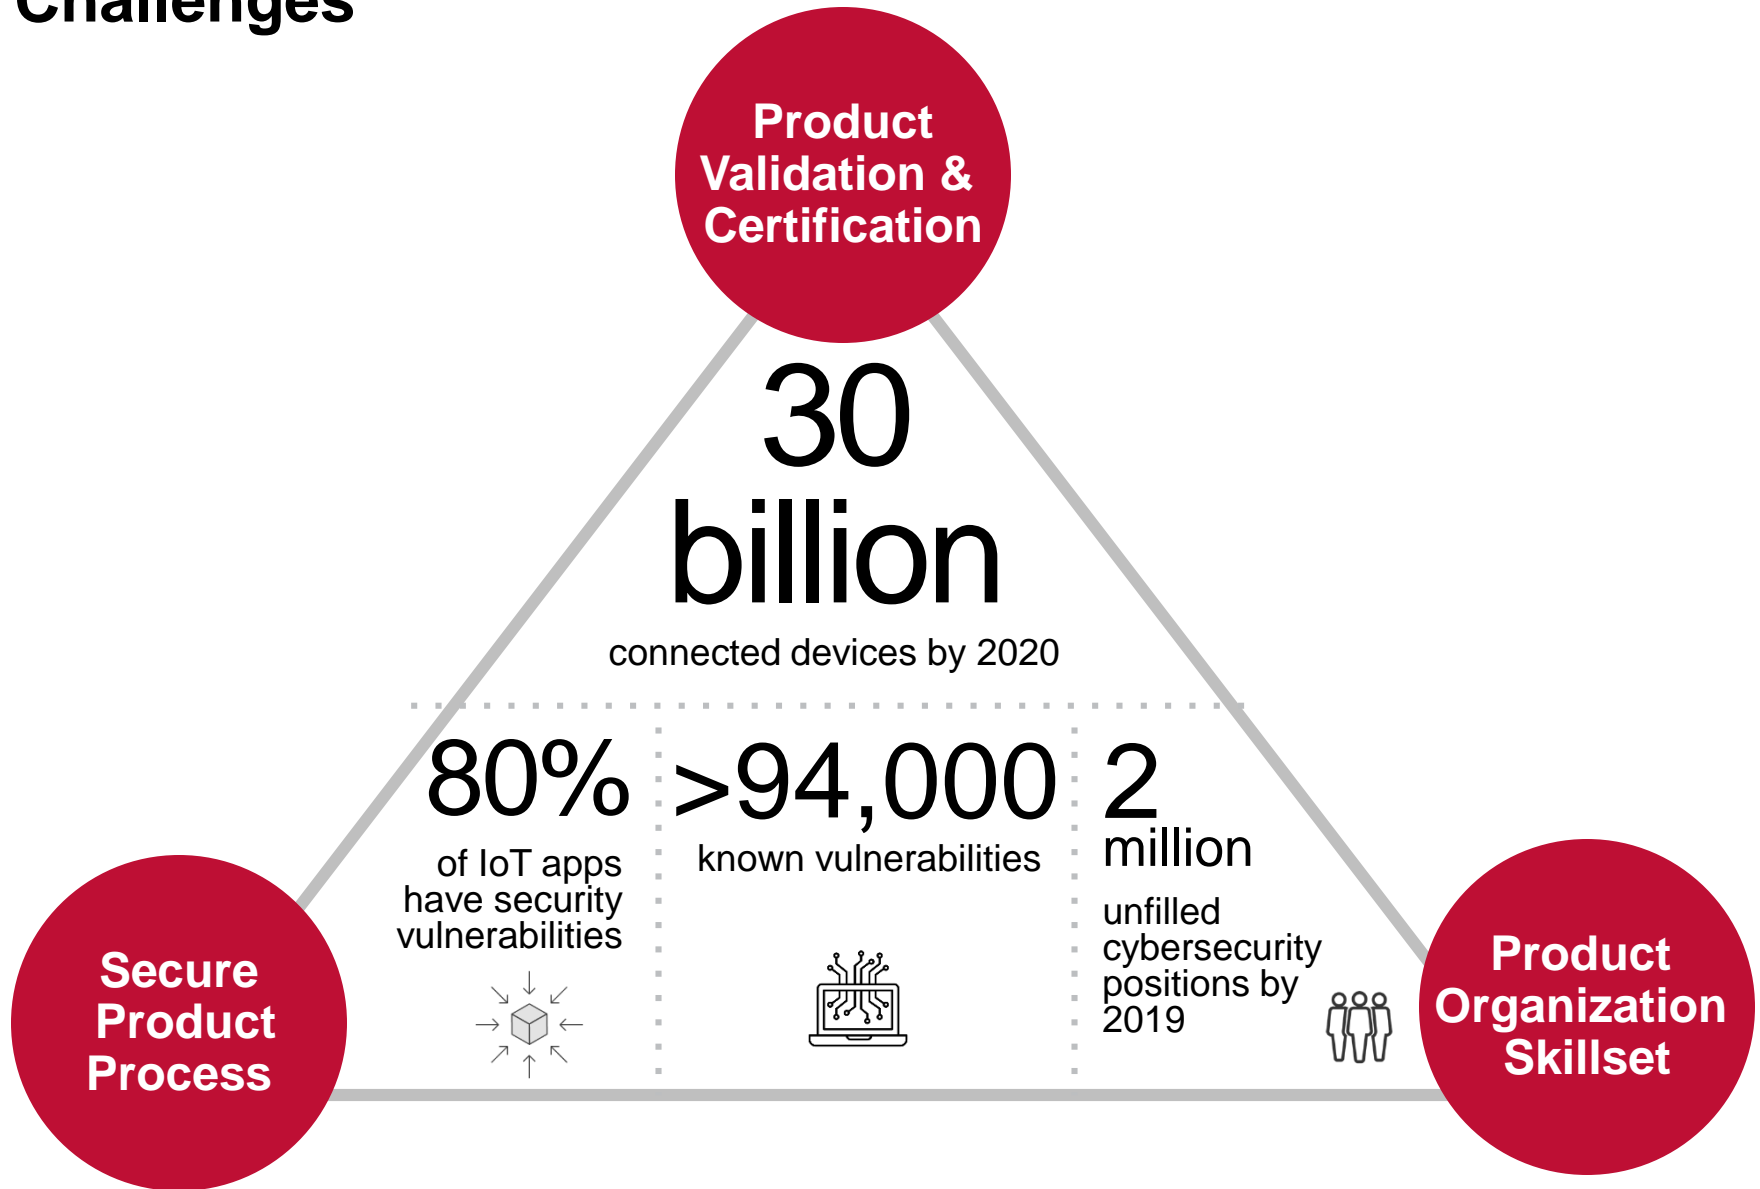 Challenges
Product
Validation &
Certification
30
billion
connected devices by 2020
80%
of IoT apps
have security
vulnerabilities
>94,000
known vulnerabilities
2
million
unfilled
cybersecurity
positions by
2019
Secure
Product
Process
Product
Organization
Skillset